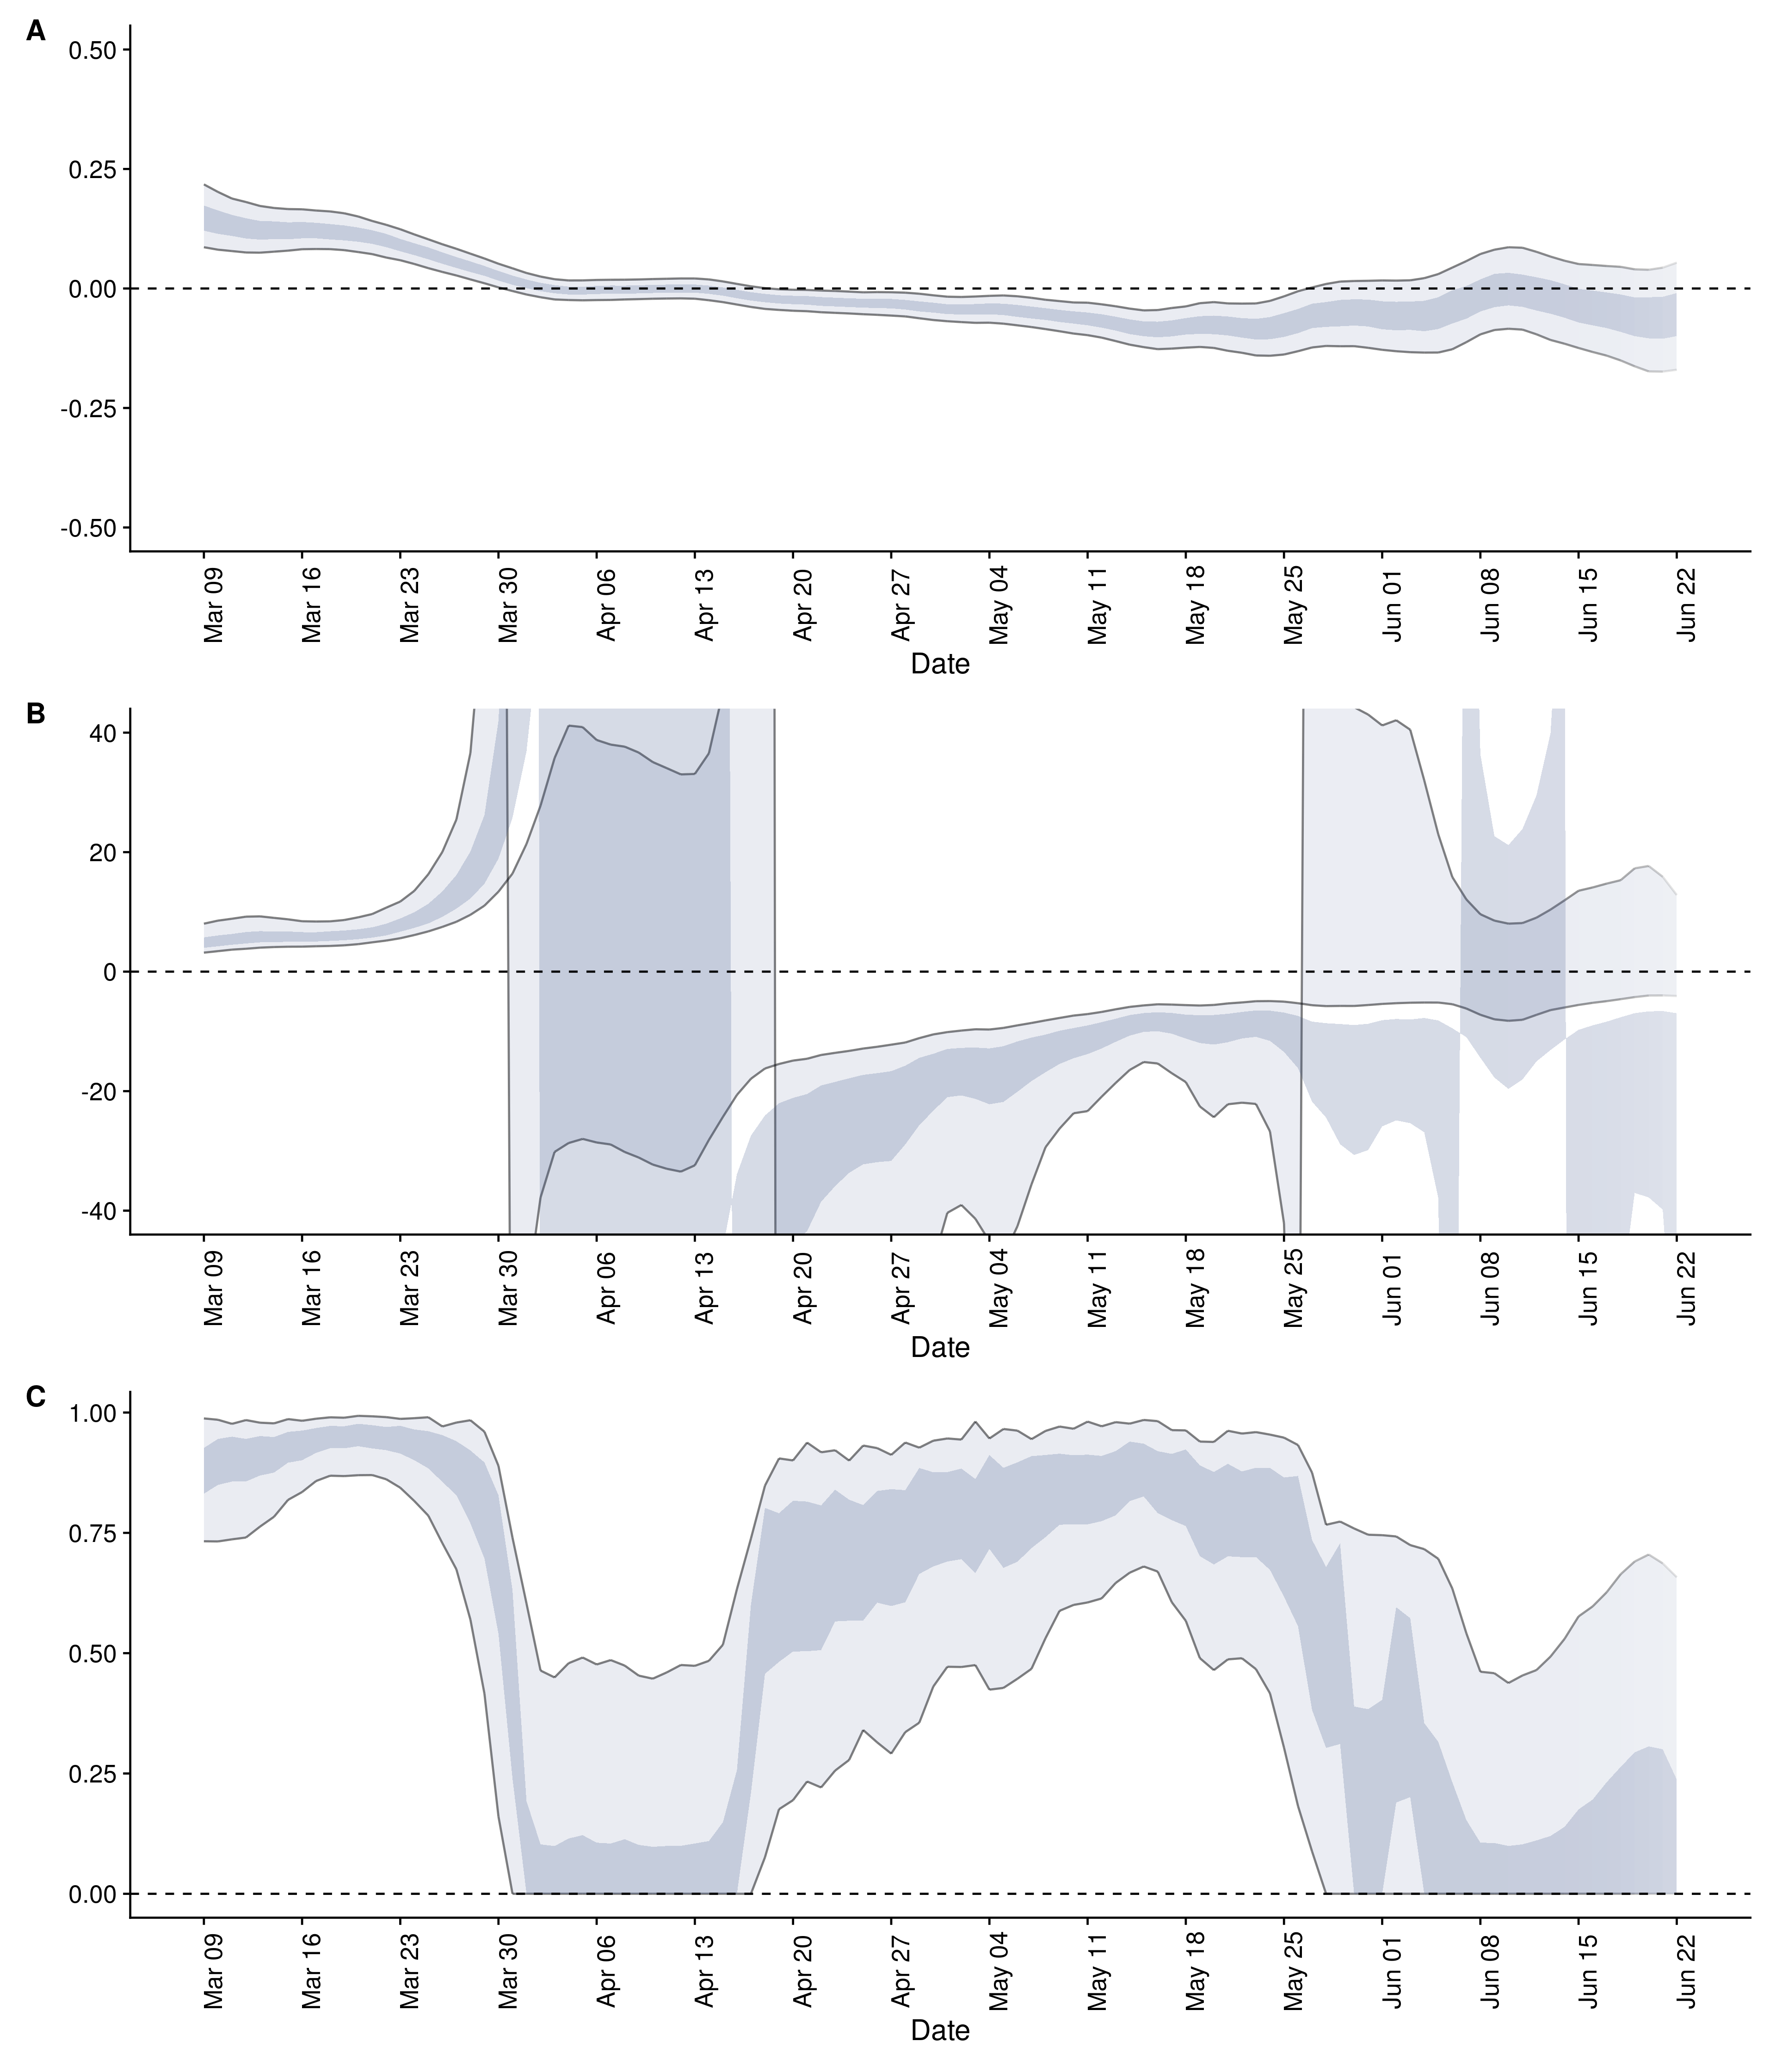 A
0.50
0.25
0.00
-0.25
-0.50
Mar 09
Mar 16
Mar 23
Mar 30
Apr 06
Apr 13
Apr 20
Apr 27
May 04
May 11
May 18
May 25
Jun 01
Jun 08
Jun 15
Jun 22
Date
B
40
20
0
-20
-40
Mar 09
Mar 16
Mar 23
Mar 30
Apr 06
Apr 13
Apr 20
Apr 27
May 04
May 11
May 18
May 25
Jun 01
Jun 08
Jun 15
Jun 22
Date
C
1.00
0.75
0.50
0.25
0.00
Mar 09
Mar 16
Mar 23
Mar 30
Apr 06
Apr 13
Apr 20
Apr 27
May 04
May 11
May 18
May 25
Jun 01
Jun 08
Jun 15
Jun 22
Date